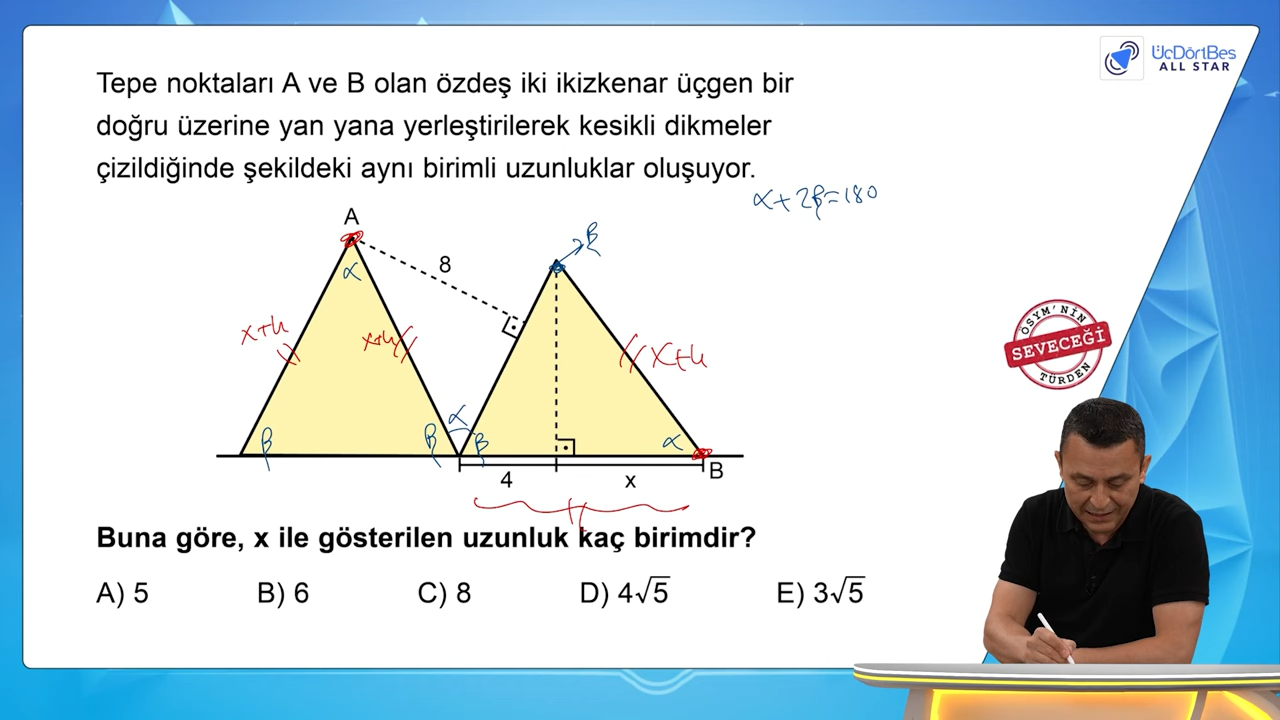 ÜçDörtBeş
ALL STAR
Tepe noktaları A ve B olan özdeş iki ikizkenar üçgen bir
doğru üzerine yan yana yerleştirilerek kesikli dikmeler
çizildiğinde şekildeki aynı birimli uzunluklar oluşuyor.
α+2β=180
A
β
8
α
x+4
x+4
x+4
ÖSYM'NİN
SEVECEĞİ
TÜRDEN
α
β
β
β
α
4
x
B
Buna göre, x ile gösterilen uzunluk kaç birimdir?
A) 5 B) 6 C) 8 D) 4√5 E) 3√5